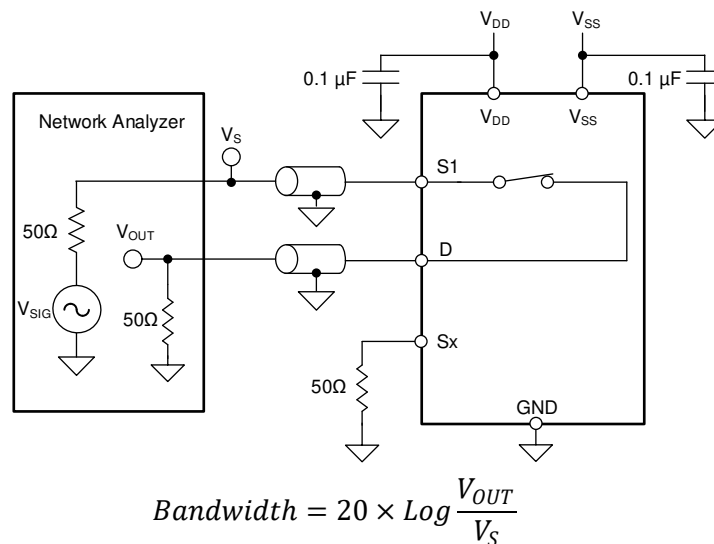 V_DD
V_SS
0.1 µF
0.1 µF
Network Analyzer
V_DD
V_SS
V_S
S1
50Ω
V_OUT
D
V_SIG
50Ω
Sx
50Ω
GND
Bandwidth = 20 × Log V_OUT / V_S